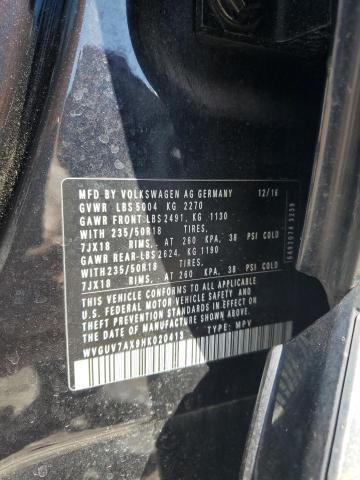 MFD. BY VOLKSWAGEN AG GERMANY 12/16
GVWR LBS 5004 KG 2270
GAWR FRONT LBS 2491, KG 1130
WITH 235/50R18 TIRES,
7JX18 RIMS, AT 260 KPA, 38 PSI COLD
GAWR REAR-LBS 2624, KG 1190
WITH 235/50R18 TIRES,
7JX18 RIMS, AT 260 KPA, 38 PSI COLD
THIS VEHICLE CONFORMS TO ALL APPLICABLE
U.S. FEDERAL MOTOR VEHICLE SAFETY
STANDARDS IN EFFECT ON THE DATE OF
MANUFACTURE SHOWN ABOVE.
WVGUV7AX9HK020413 TYPE: MPV